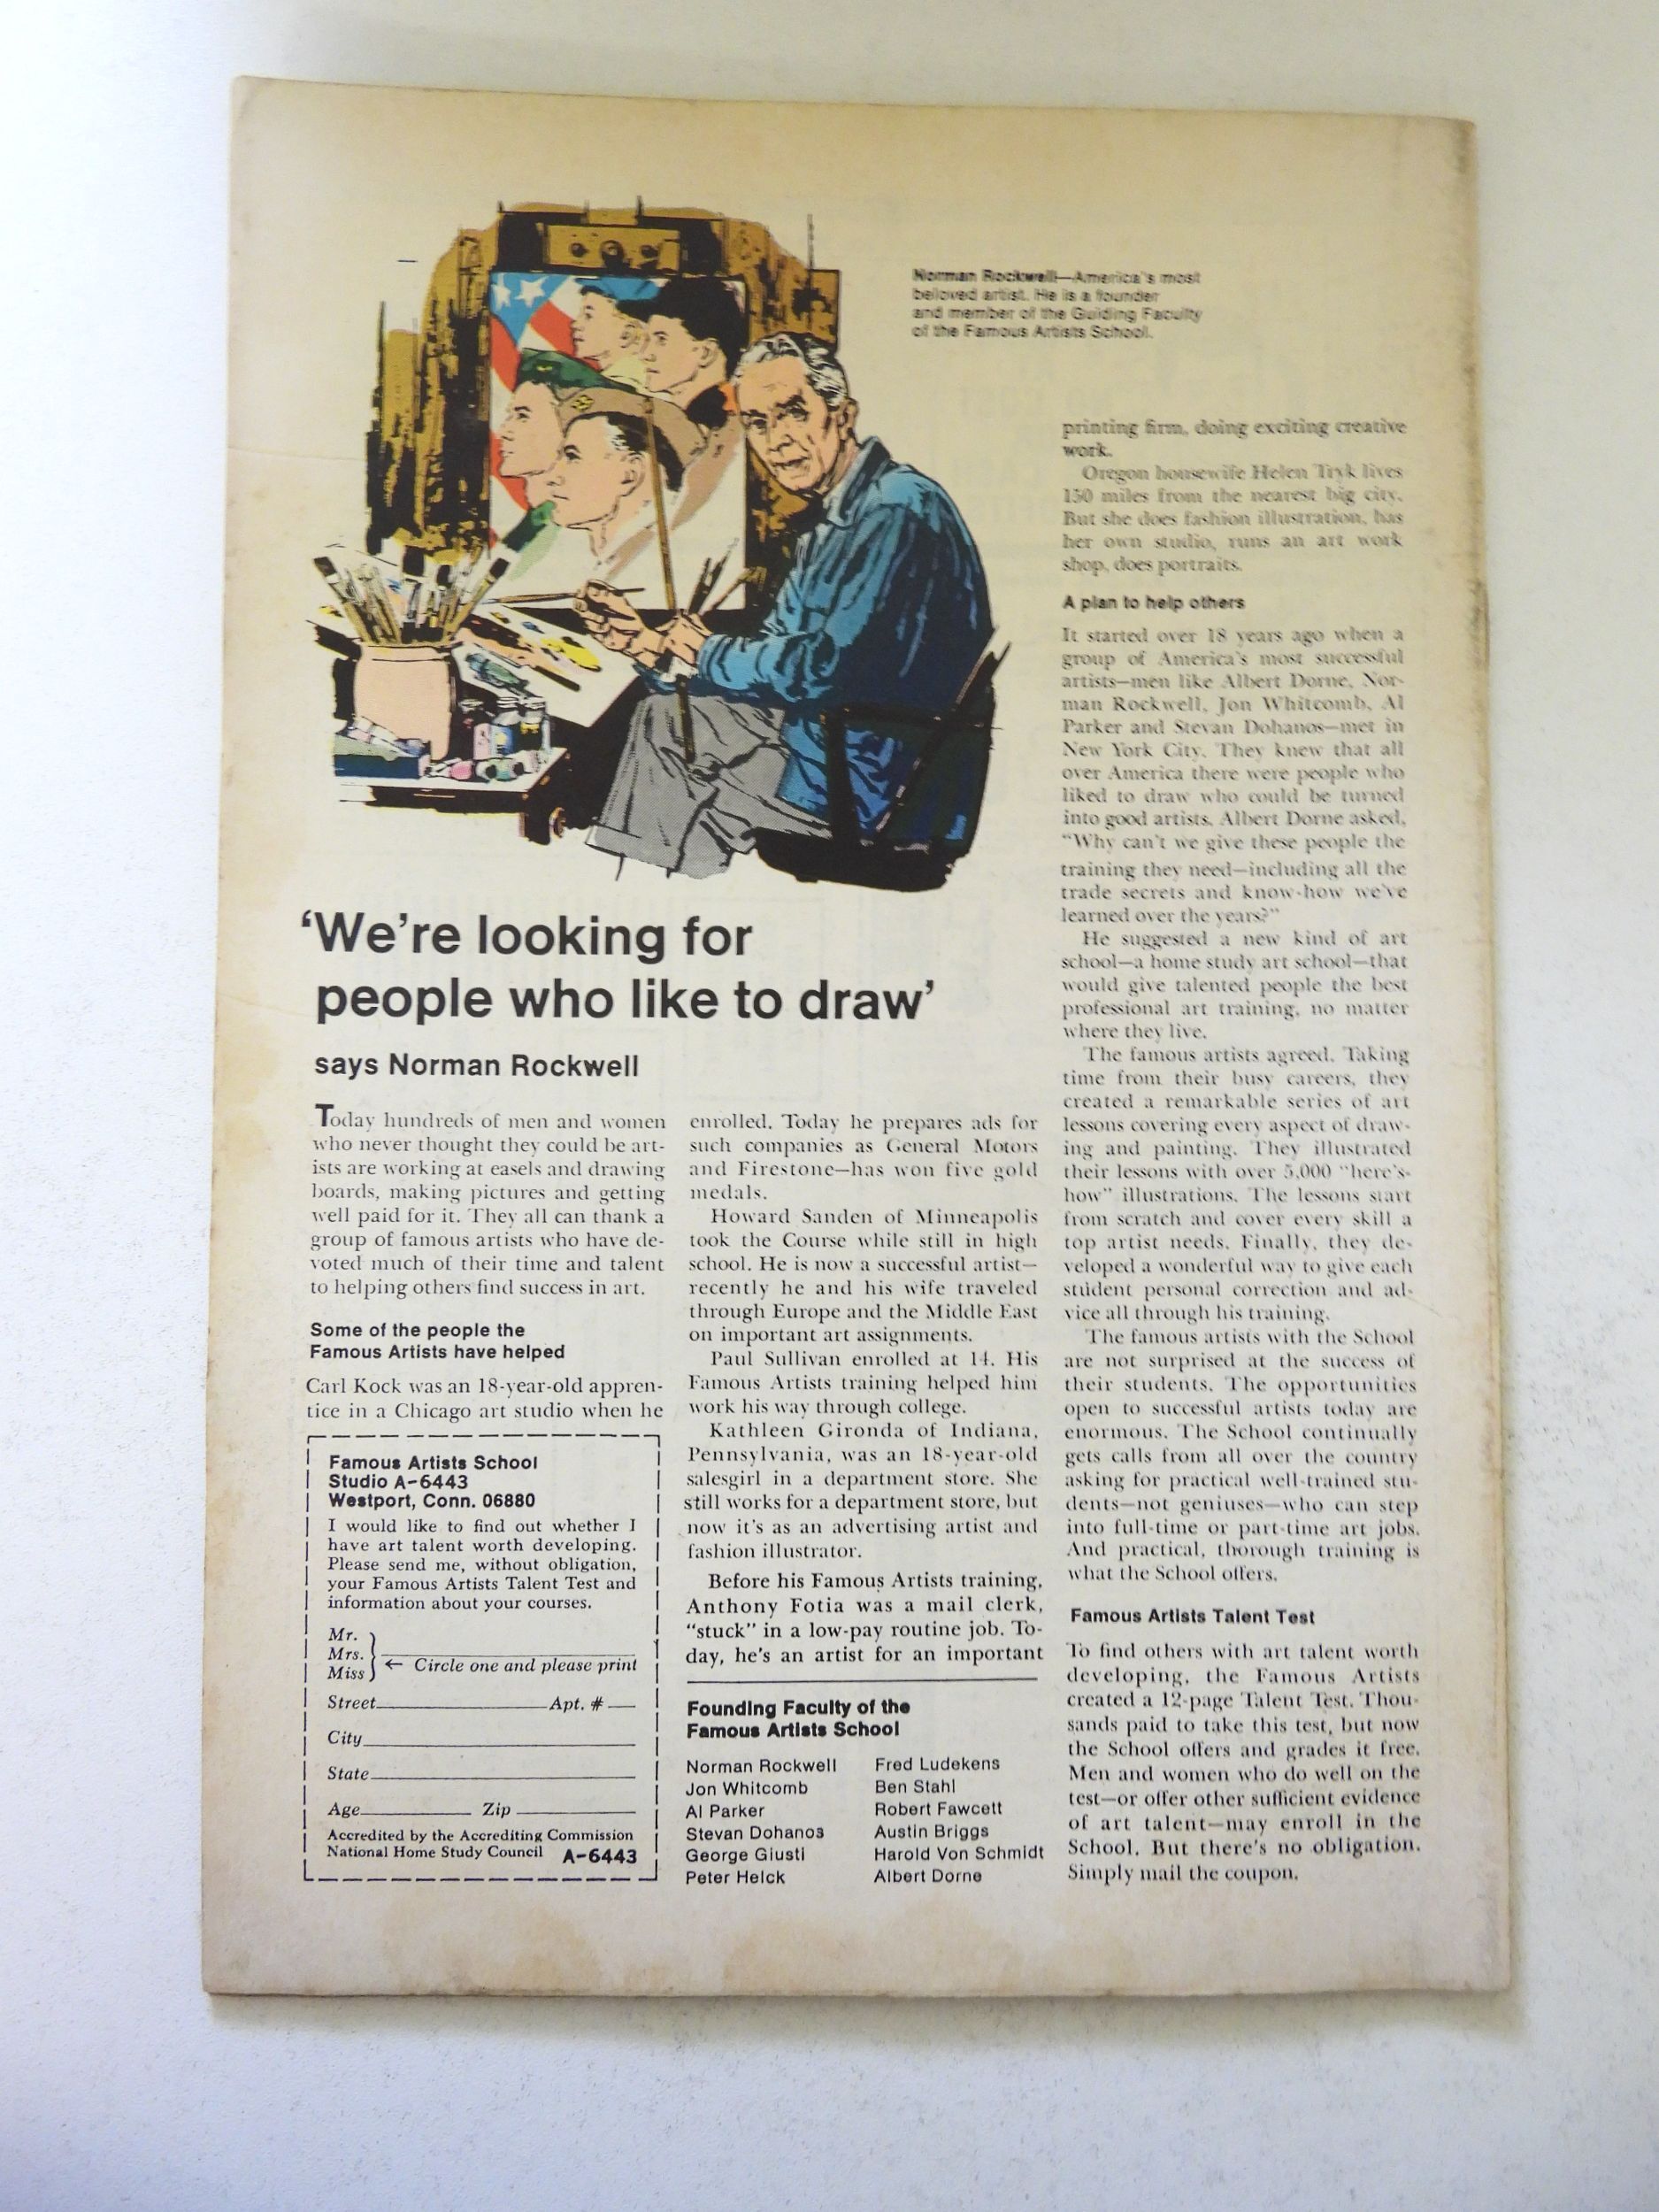 Norman Rockwell—America's most
beloved artist. He is a founder
and member of the Guiding Faculty
of the Famous Artists School.
'We're looking for
people who like to draw'
says Norman Rockwell
Today hundreds of men and women
who never thought they could be art-
ists are working at easels and drawing
boards, making pictures and getting
well paid for it. They all can thank a
group of famous artists who have de-
voted much of their time and talent
to helping others find success in art.
Some of the people the
Famous Artists have helped
Carl Kock was an 18-year-old appren-
tice in a Chicago art studio when he
enrolled. Today he prepares ads for
such companies as General Motors
and Firestone—has won five gold
medals.
Howard Sanden of Minneapolis
took the Course while still in high
school. He is now a successful artist—
recently he and his wife traveled
through Europe and the Middle East
on important art assignments.
Paul Sullivan enrolled at 14. His
Famous Artists training helped him
work his way through college.
Kathleen Gironda of Indiana,
Pennsylvania, was an 18-year-old
salesgirl in a department store. She
still works for a department store, but
now it's as an advertising artist and
fashion illustrator.
Before his Famous Artists training,
Anthony Fotia was a mail clerk,
"stuck" in a low-pay routine job. To-
day, he's an artist for an important
printing firm, doing exciting creative
work.
Oregon housewife Helen Tryk lives
150 miles from the nearest big city.
But she does fashion illustration, has
her own studio, runs an art work
shop, does portraits.
A plan to help others
It started over 18 years ago when a
group of America's most successful
artists—men like Albert Dorne, Nor-
man Rockwell, Jon Whitcomb, Al
Parker and Stevan Dohanos—met in
New York City. They knew that all
over America there were people who
liked to draw who could be turned
into good artists. Albert Dorne asked,
"Why can't we give these people the
training they need—including all the
trade secrets and know-how we've
learned over the years?"
He suggested a new kind of art
school—a home study art school—that
would give talented people the best
professional art training, no matter
where they live.
The famous artists agreed. Taking
time from their busy careers, they
created a remarkable series of art
lessons covering every aspect of draw-
ing and painting. They illustrated
their lessons with over 5,000 "here's-
how" illustrations. The lessons start
from scratch and cover every skill a
top artist needs. Finally, they de-
veloped a wonderful way to give each
student personal correction and ad-
vice all through his training.
The famous artists with the School
are not surprised at the success of
their students. The opportunities
open to successful artists today are
enormous. The School continually
gets calls from all over the country
asking for practical well-trained stu-
dents—not geniuses—who can step
into full-time or part-time art jobs.
And practical, thorough training is
what the School offers.
Famous Artists Talent Test
To find others with art talent worth
developing, the Famous Artists
created a 12-page Talent Test. Thou-
sands paid to take this test, but now
the School offers and grades it free.
Men and women who do well on the
test—or offer other sufficient evidence
of art talent—may enroll in the
School. But there's no obligation.
Simply mail the coupon.
Famous Artists School
Studio A-6443
Westport, Conn. 06880
I would like to find out whether I
have art talent worth developing.
Please send me, without obligation,
your Famous Artists Talent Test and
information about your courses.
Mr.
Mrs.
Miss
← Circle one and please print
Street Apt. #
City
State
Age Zip
Accredited by the Accrediting Commission
National Home Study Council A-6443
Founding Faculty of the
Famous Artists School
Norman Rockwell
Jon Whitcomb
Al Parker
Stevan Dohanos
George Giusti
Peter Helck
Fred Ludekens
Ben Stahl
Robert Fawcett
Austin Briggs
Harold Von Schmidt
Albert Dorne